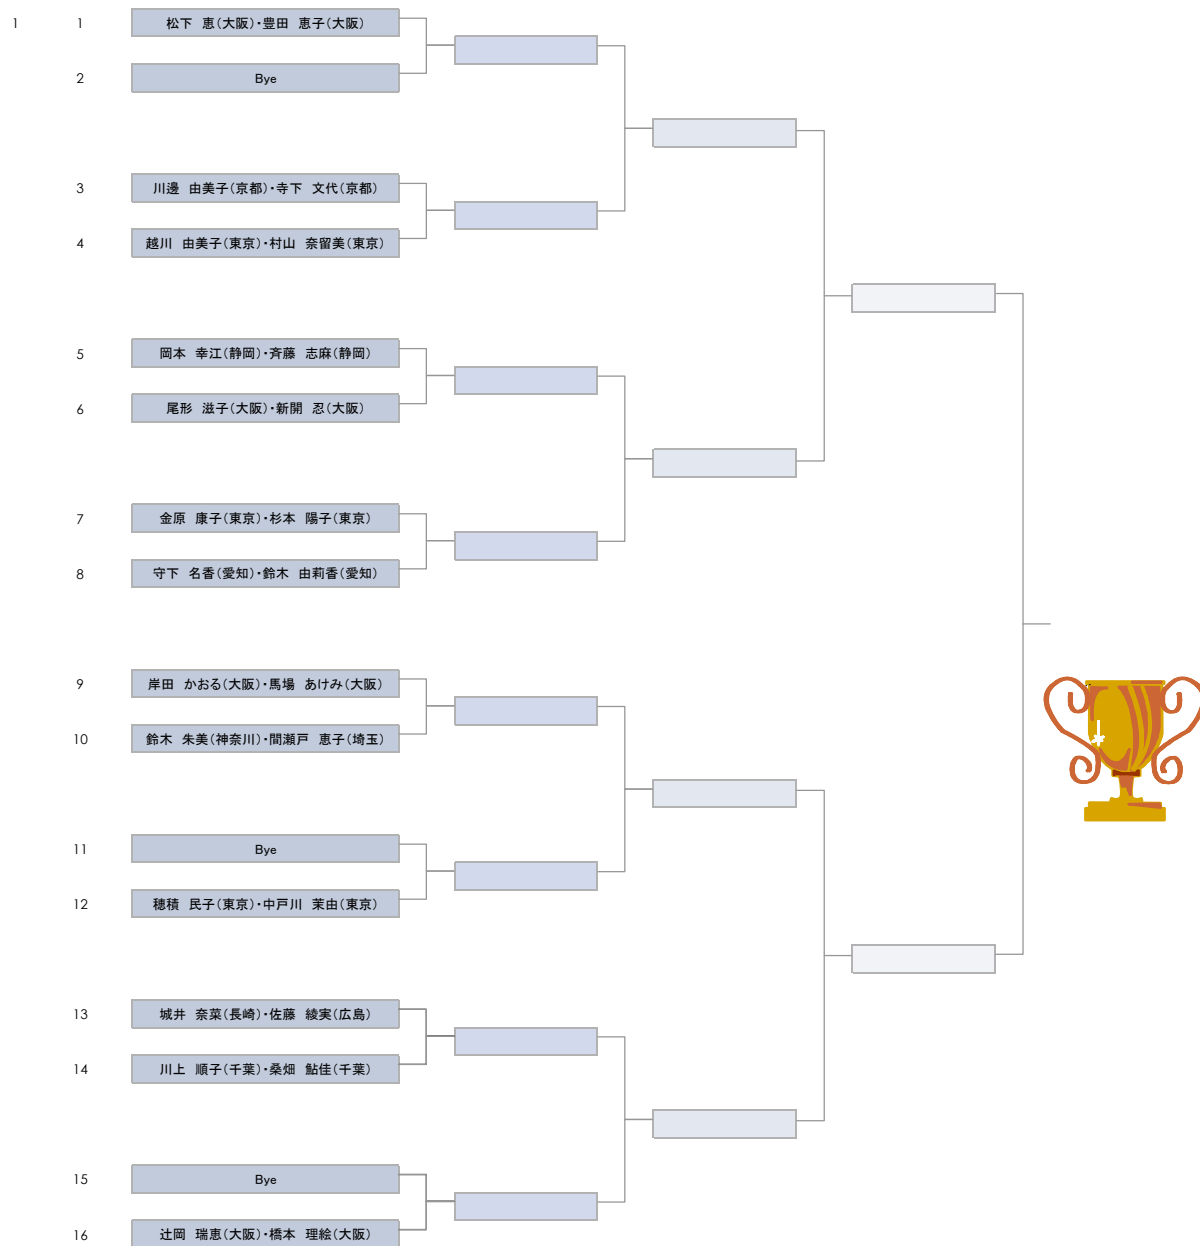 1 1 松下 恵(大阪)・豊田 恵子(大阪)
2 Bye
3 川邊 由美子(京都)・寺下 文代(京都)
4 越川 由美子(東京)・村山 奈留美(東京)
5 岡本 幸江(静岡)・斉藤 志麻(静岡)
6 尾形 滋子(大阪)・新開 忍(大阪)
7 金原 康子(東京)・杉本 陽子(東京)
8 守下 名香(愛知)・鈴木 由莉香(愛知)
9 岸田 かおる(大阪)・馬場 あけみ(大阪)
10 鈴木 朱美(神奈川)・間瀬戸 恵子(埼玉)
11 Bye
12 穂積 民子(東京)・中戸川 茉由(東京)
13 城井 奈菜(長崎)・佐藤 綾実(広島)
14 川上 順子(千葉)・桑畑 鮎佳(千葉)
15 Bye
16 辻岡 瑞恵(大阪)・橋本 理絵(大阪)